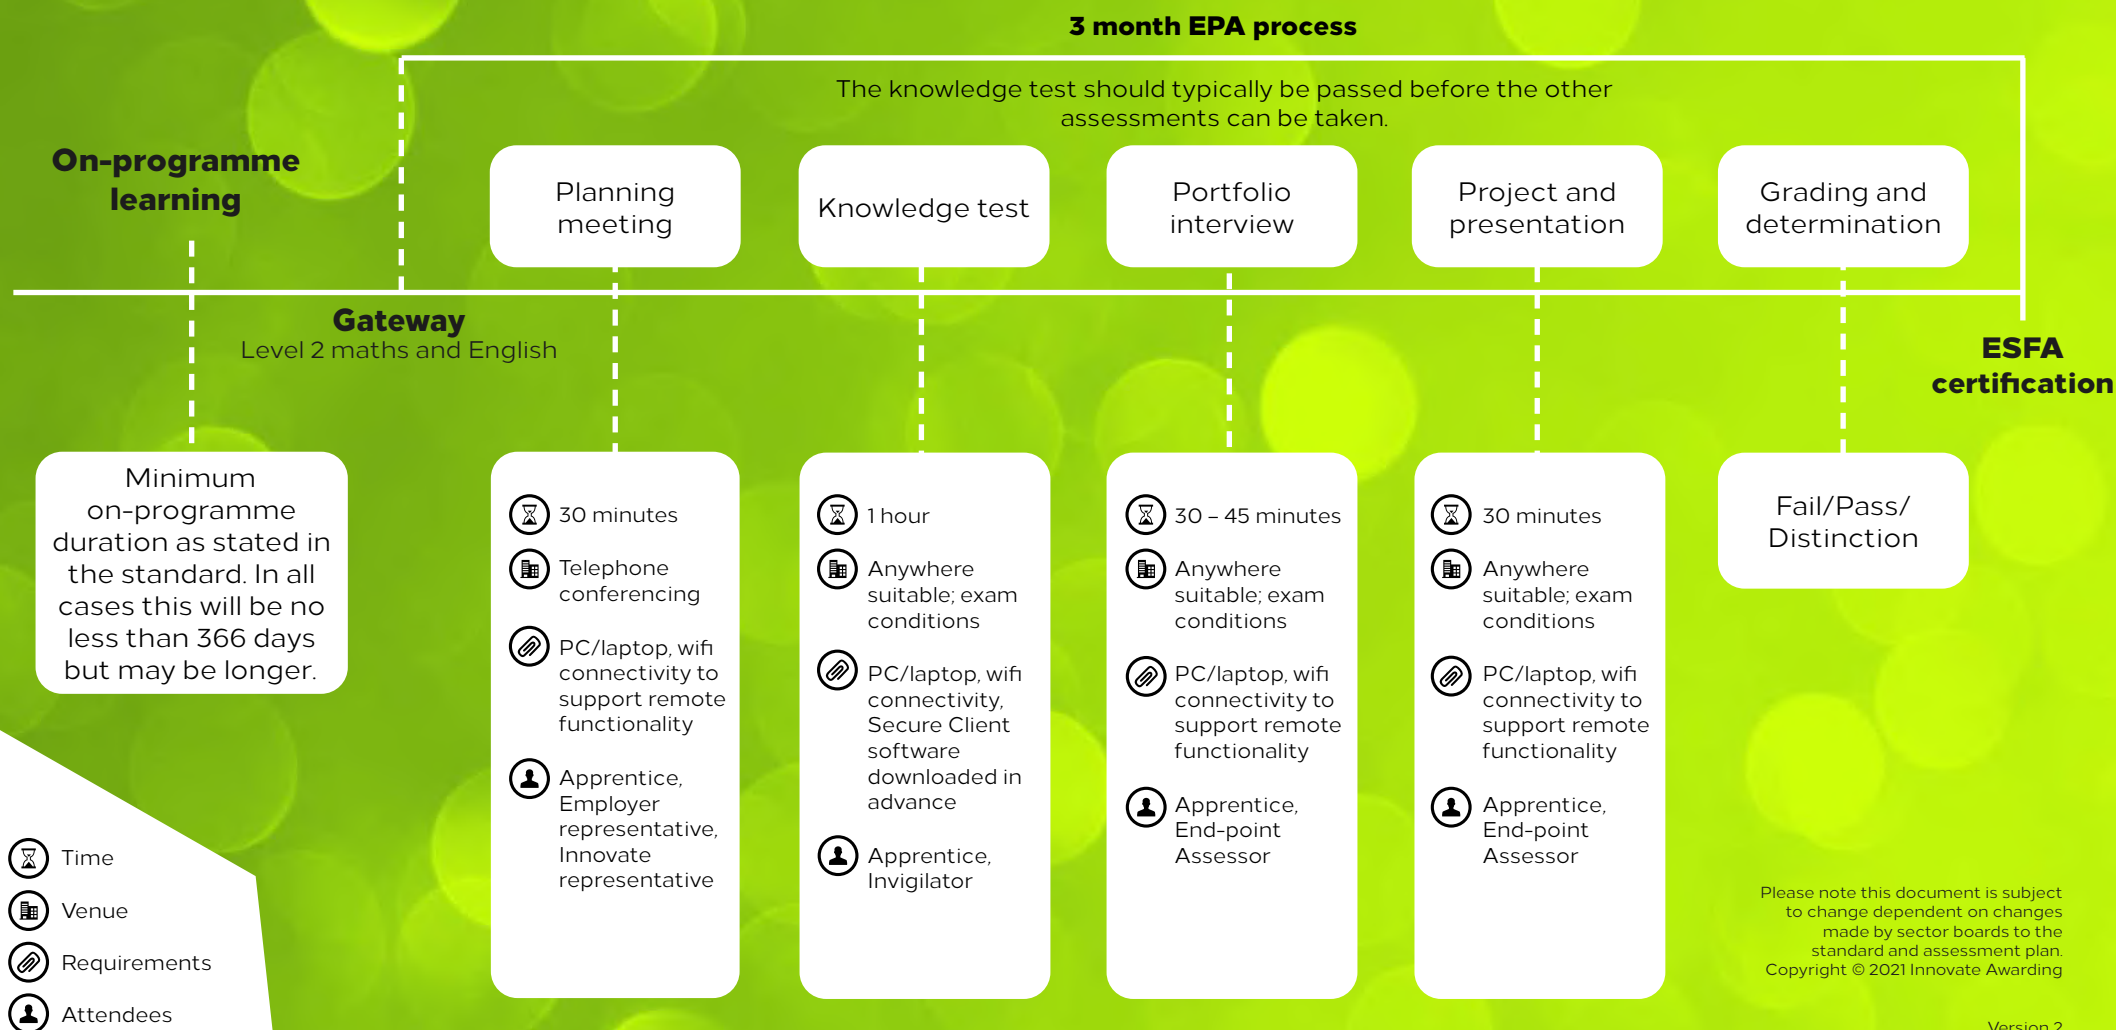 3 month EPA process
The knowledge test should typically be passed before the other
assessments can be taken.
On-programme
learning
Planning
meeting
Knowledge test
Portfolio
interview
Project and
presentation
Grading and
determination
Gateway
Level 2 maths and English
ESFA
certification
Minimum
on-programme
duration as stated in
the standard. In all
cases this will be no
less than 366 days
but may be longer.
30 minutes
Telephone
conferencing
PC/laptop, wifi
connectivity to
support remote
functionality
Apprentice,
Employer
representative,
Innovate
representative
1 hour
Anywhere
suitable; exam
conditions
PC/laptop, wifi
connectivity,
Secure Client
software
downloaded in
advance
Apprentice,
Invigilator
30 – 45 minutes
Anywhere
suitable; exam
conditions
PC/laptop, wifi
connectivity to
support remote
functionality
Apprentice,
End-point
Assessor
30 minutes
Anywhere
suitable; exam
conditions
PC/laptop, wifi
connectivity to
support remote
functionality
Apprentice,
End-point
Assessor
Fail/Pass/
Distinction
Time
Venue
Requirements
Attendees
Please note this document is subject
to change dependent on changes
made by sector boards to the
standard and assessment plan.
Copyright © 2021 Innovate Awarding
Version 2